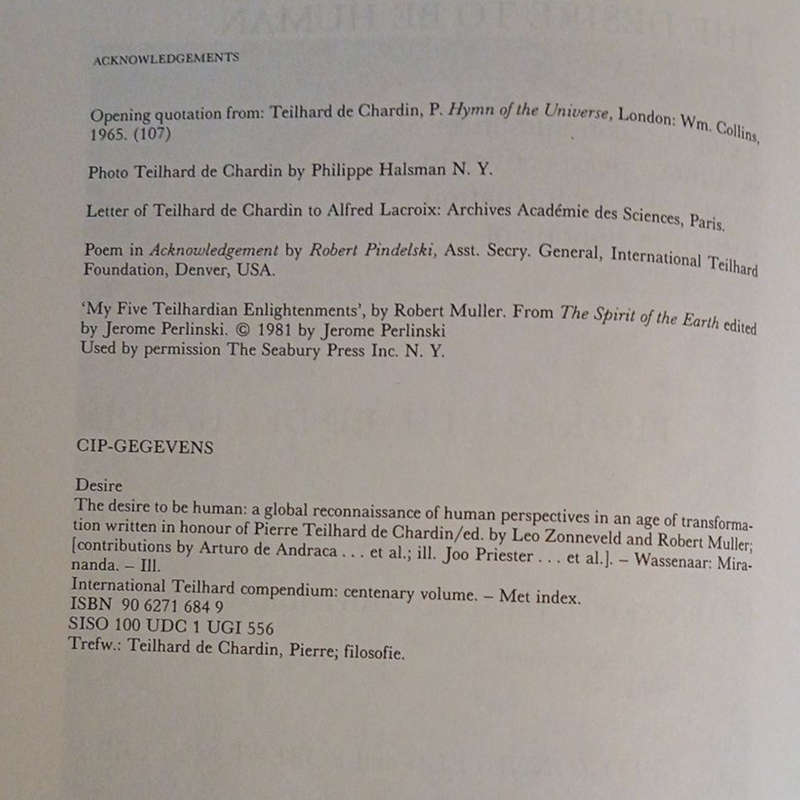 ACKNOWLEDGEMENTS
Opening quotation from: Teilhard de Chardin, P. Hymn of the Universe, London: Wm. Collins,
1965. (107)
Photo Teilhard de Chardin by Philippe Halsman N. Y.
Letter of Teilhard de Chardin to Alfred Lacroix: Archives Académie des Sciences, Paris.
Poem in Acknowledgement by Robert Pindelski, Asst. Secry. General, International Teilhard
Foundation, Denver, USA.
‘My Five Teilhardian Enlightenments’, by Robert Muller. From The Spirit of the Earth edited
by Jerome Perlinski. © 1981 by Jerome Perlinski
Used by permission The Seabury Press Inc. N. Y.
CIP-GEGEVENS
Desire
The desire to be human: a global reconnaissance of human perspectives in an age of transforma-
tion written in honour of Pierre Teilhard de Chardin/ed. by Leo Zonneveld and Robert Muller;
[contributions by Arturo de Andraca . . . et al.; ill. Joo Priester . . . et al.]. – Wassenaar: Mira-
nanda. – Ill.
International Teilhard compendium: centenary volume. – Met index.
ISBN 90 6271 684 9
SISO 100 UDC 1 UGI 556
Trefw.: Teilhard de Chardin, Pierre; filosofie.